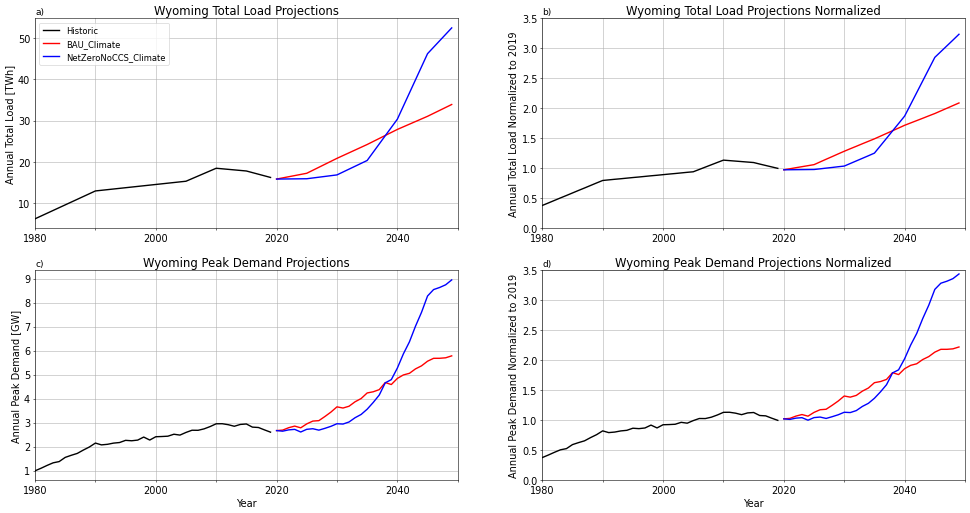 a)
Wyoming Total Load Projections
Historic
BAU_Climate
NetZeroNoCCS_Climate
Annual Total Load [TWh]
50
40
30
20
10
1980 2000 2020 2040
b)
Wyoming Total Load Projections Normalized
Annual Total Load Normalized to 2019
3.5
3.0
2.5
2.0
1.5
1.0
0.5
0.0
1980 2000 2020 2040
c)
Wyoming Peak Demand Projections
Annual Peak Demand [GW]
9
8
7
6
5
4
3
2
1
1980 2000 2020 2040
Year
d)
Wyoming Peak Demand Projections Normalized
Annual Peak Demand Normalized to 2019
3.5
3.0
2.5
2.0
1.5
1.0
0.5
0.0
1980 2000 2020 2040
Year